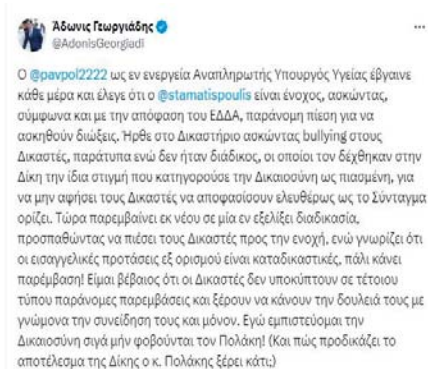 Άδωνις Γεωργιάδης
@AdonisGeorgiadi
Ο @pavpol2222 ως εν ενεργεία Αναπληρωτής Υπουργός Υγείας έβγαινε
κάθε μέρα και έλεγε ότι ο @stamatispoulis είναι ένοχος, ασκώντας,
σύμφωνα και με την απόφαση του ΕΔΔΑ, παράνομη πίεση για να
ασκηθούν διώξεις. Ήρθε στο Δικαστήριο ασκώντας bullying στους
Δικαστές, παράτυπα ενώ δεν ήταν διάδικος, οι οποίοι τον δέχθηκαν στην
Δίκη την ίδια στιγμή που κατηγορούσε την Δικαιοσύνη ως πιασμένη, για
να μην αφήσει τους Δικαστές να αποφασίσουν ελευθέρως ως το Σύνταγμα
ορίζει. Τώρα παρεμβαίνει εκ νέου σε μία εν εξελίξει διαδικασία,
προσπαθώντας να πιέσει τους Δικαστές προς την ενοχή, ενώ γνωρίζει ότι
οι εισαγγελικές προτάσεις εξ ορισμού είναι καταδικαστικές, πάλι κάνει
παρέμβαση! Είμαι βέβαιος ότι οι Δικαστές δεν υποκύπτουν σε τέτοιου
τύπου παράνομες παρεμβάσεις και ξέρουν να κάνουν την δουλειά τους με
γνώμονα την συνείδηση τους και μόνον. Εγώ εμπιστεύομαι την
Δικαιοσύνη σιγά μήν φοβούνται τον Πολάκη! (Και πώς προδικάζει το
αποτέλεσμα της Δίκης ο κ. Πολάκης ξέρει κάτι;)